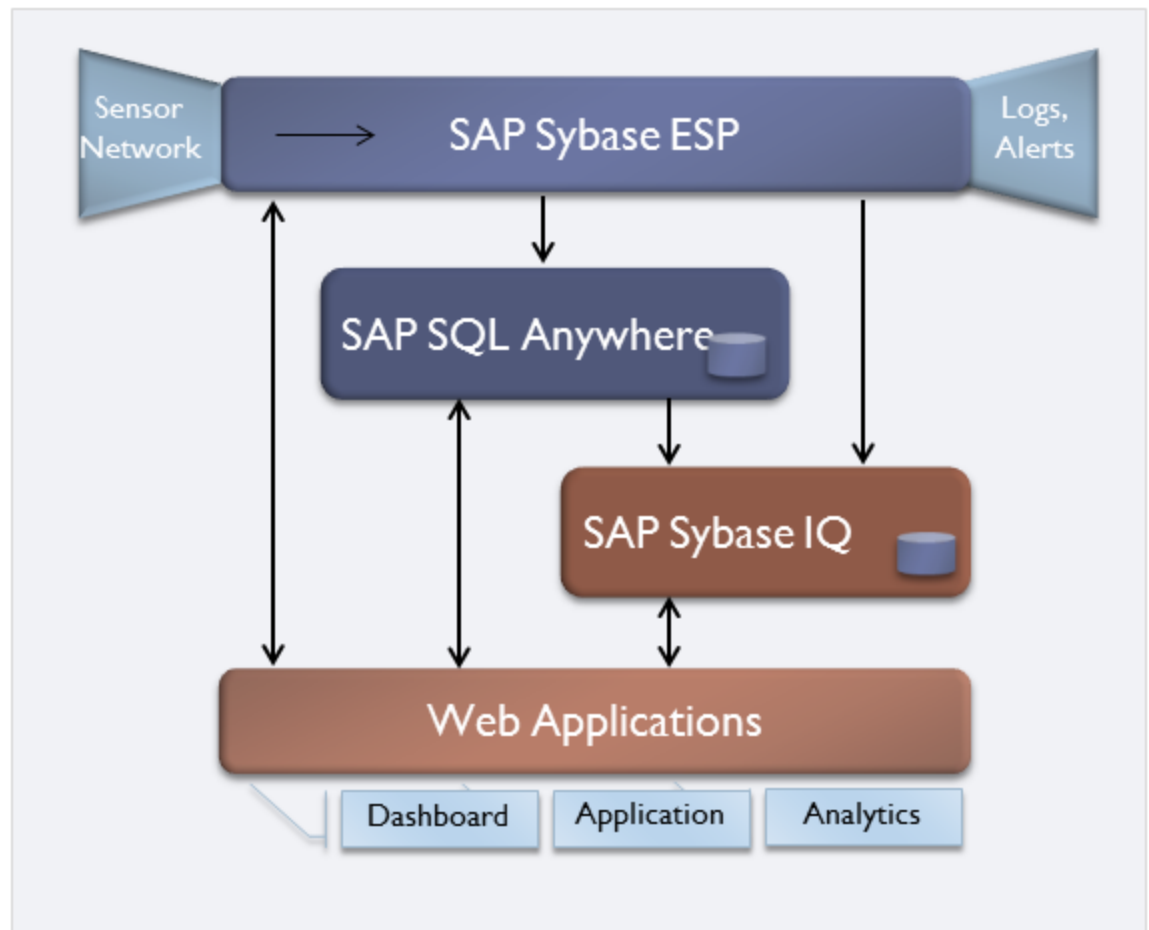 Sensor
Network
SAP Sybase ESP
Logs,
Alerts
SAP SQL Anywhere
SAP Sybase IQ
Web Applications
Dashboard
Application
Analytics